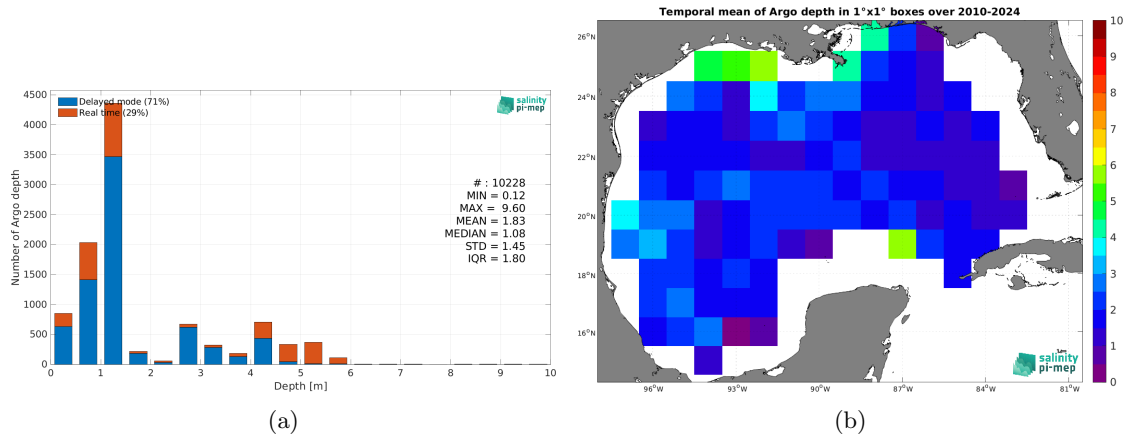 4500
4000
3500
3000
2500
2000
1500
1000
500
0
Number of Argo depth
Delayed mode (71%)
Real time (29%)
salinity
pi-mep
# : 10228
MIN = 0.12
MAX = 9.60
MEAN = 1.83
MEDIAN = 1.08
STD = 1.45
IQR = 1.80
0 1 2 3 4 5 6 7 8 9 10
Depth [m]
(a)
Temporal mean of Argo depth in 1°x1° boxes over 2010-2024
26°N
24°N
22°N
20°N
18°N
16°N
96°W 93°W 90°W 87°W 84°W 81°W
salinity
pi-mep
10
9
8
7
6
5
4
3
2
1
0
(b)